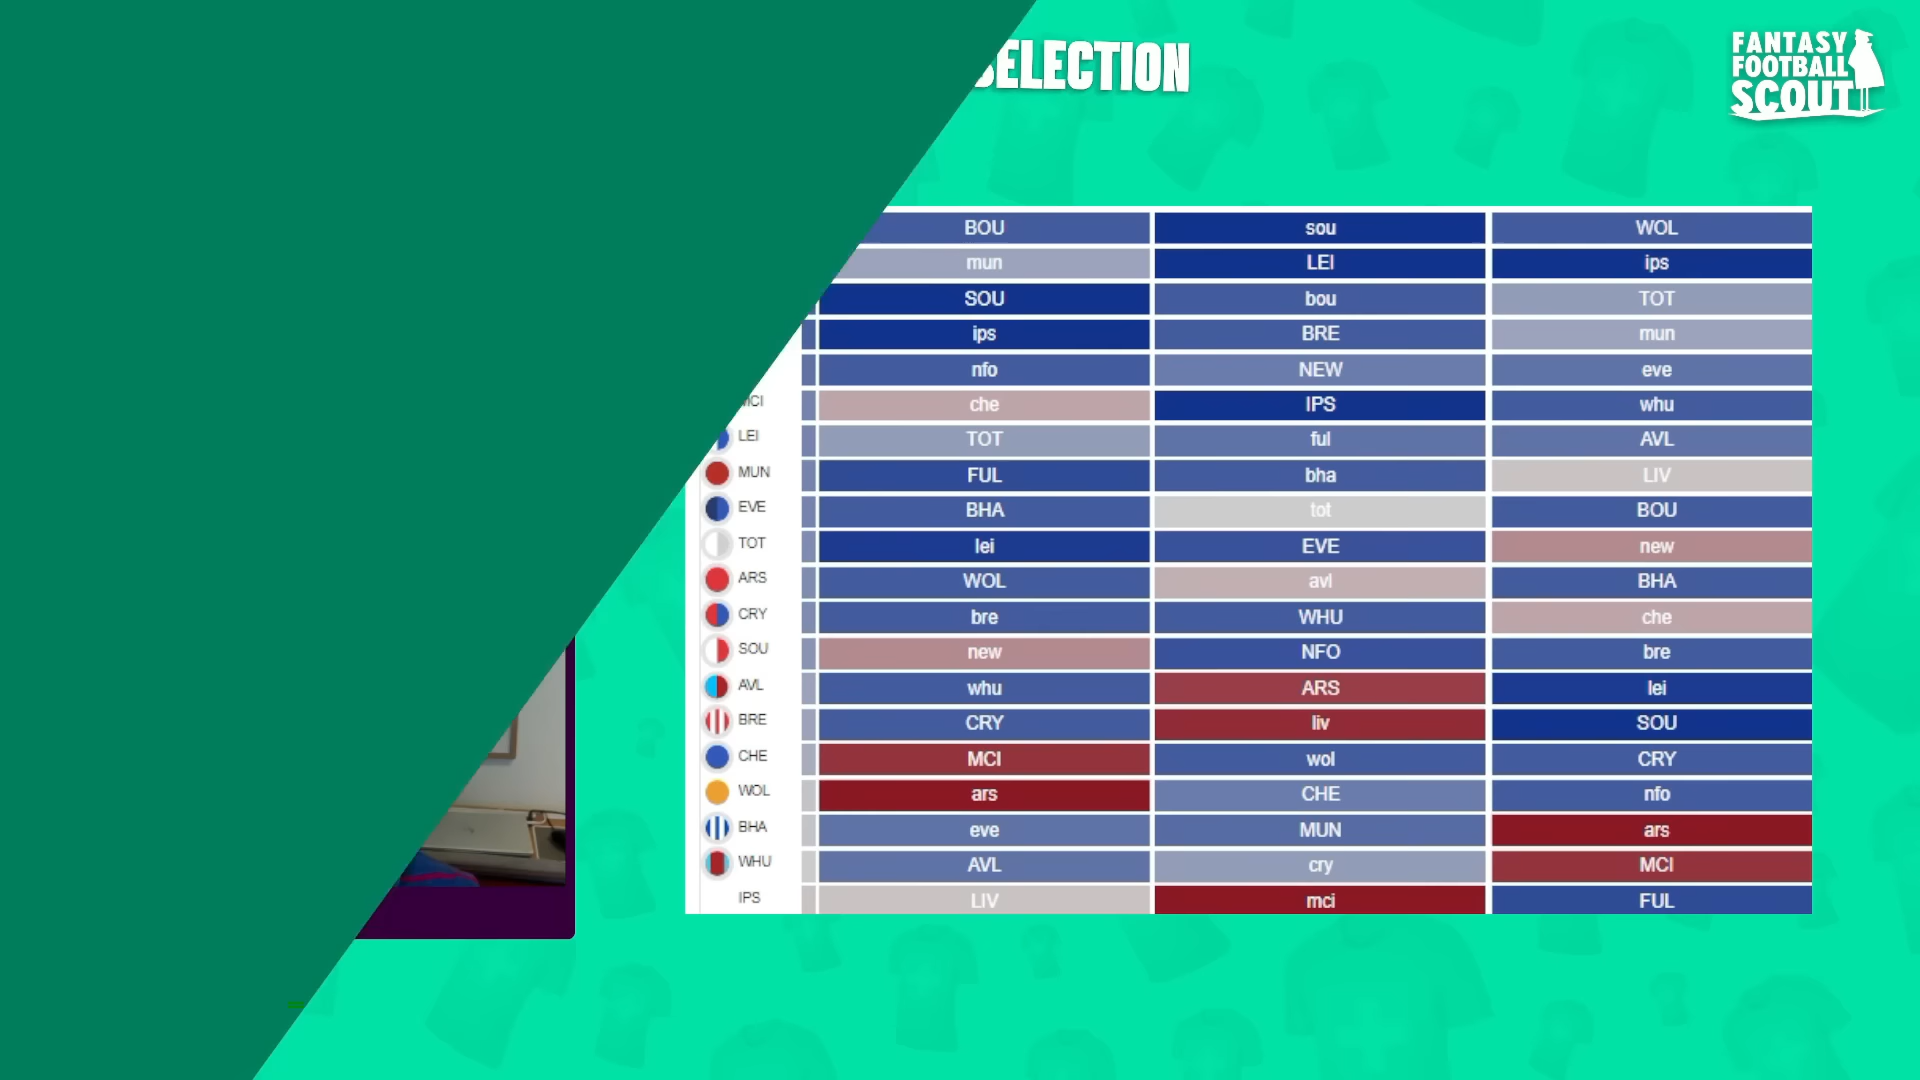 SELECTION
FANTASY
FOOTBALL
SCOUT
BOU sou WOL
mun LEI ips
SOU bou TOT
ips BRE mun
nfo NEW eve
che IPS whu
LEI TOT ful AVL
MUN FUL bha LIV
EVE BHA tot BOU
TOT lei EVE new
ARS WOL avl BHA
CRY bre WHU che
SOU new NFO bre
AVL whu ARS lei
BRE CRY liv SOU
CHE MCI wol CRY
WOL ars CHE nfo
BHA eve MUN ars
WHU AVL cry MCI
IPS LIV mci FUL